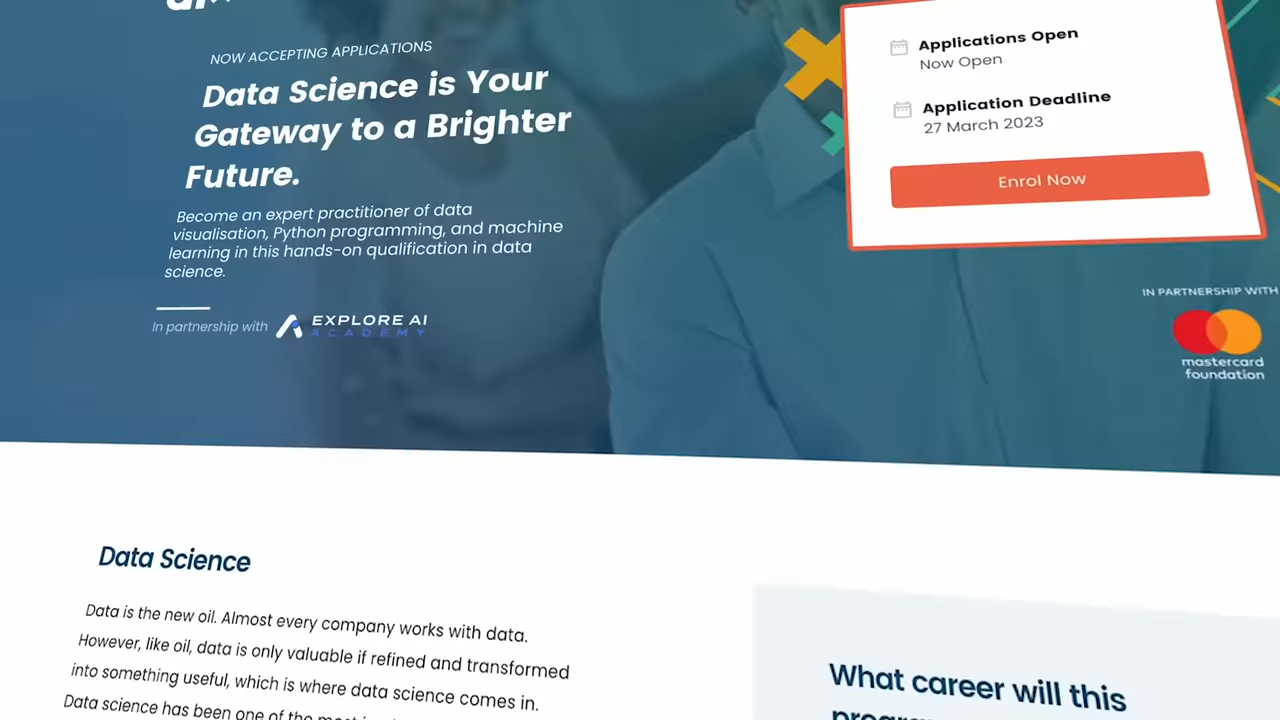 NOW ACCEPTING APPLICATIONS
Data Science is Your
Gateway to a Brighter
Future.
Become an expert practitioner of data
visualisation, Python programming, and machine
learning in this hands-on qualification in data
science.
In partnership with
EXPLORE AI
ACADEMY
Applications Open
Now Open
Application Deadline
27 March 2023
Enrol Now
IN PARTNERSHIP WITH
mastercard
foundation
Data Science
Data is the new oil. Almost every company works with data.
However, like oil, data is only valuable if refined and transformed
into something useful, which is where data science comes in.
Data science has been one of the
What career will this